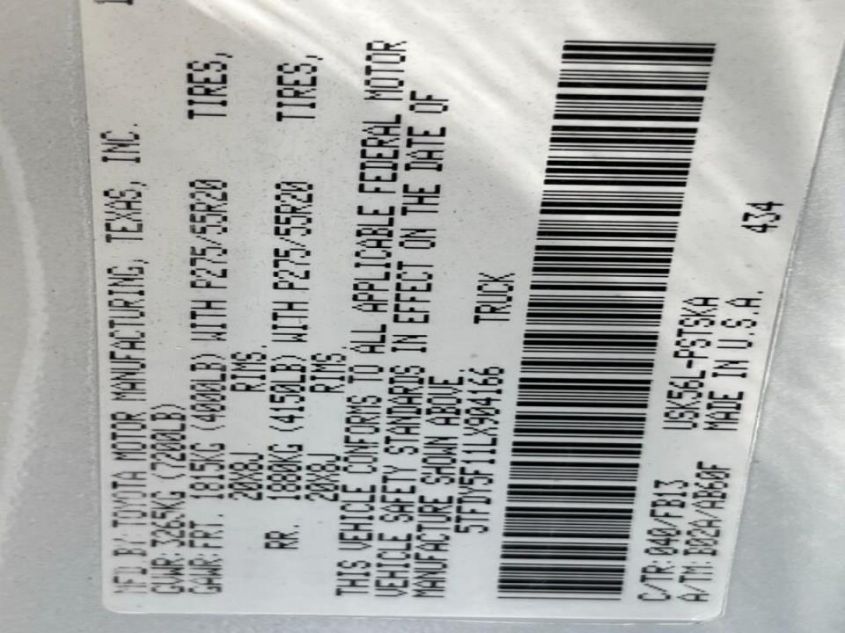 MFD BY: TOYOTA MOTOR MANUFACTURING, TEXAS, INC.
GVWR: 3265KG (7200LB)
GAWR: FRT. 1815KG (4000LB) WITH P275/55R20 TIRES,
20X8J RIMS.
RR. 1880KG (4150LB) WITH P275/55R20 TIRES,
20X8J RIMS.
THIS VEHICLE CONFORMS TO ALL APPLICABLE FEDERAL MOTOR
VEHICLE SAFETY STANDARDS IN EFFECT ON THE DATE OF
MANUFACTURE SHOWN ABOVE.
5TFDY5F11LX904166 TRUCK
C/TR: 040/FB13 USK56L-PSTSKA
A/TM: B02A/AB60F MADE IN U.S.A. 434